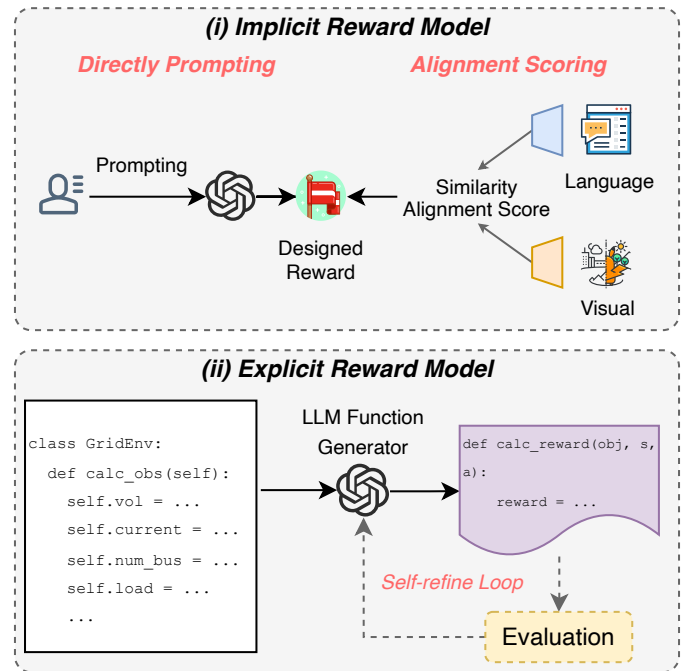 (i) Implicit Reward Model
Directly Prompting
Alignment Scoring
Prompting
Designed
Reward
Similarity
Alignment Score
Language
Visual
(ii) Explicit Reward Model
class GridEnv:
def calc_obs(self):
self.vol = ...
self.current = ...
self.num_bus = ...
self.load = ...
...
LLM Function
Generator
def calc_reward(obj, s,
a):
reward = ...
Self-refine Loop
Evaluation